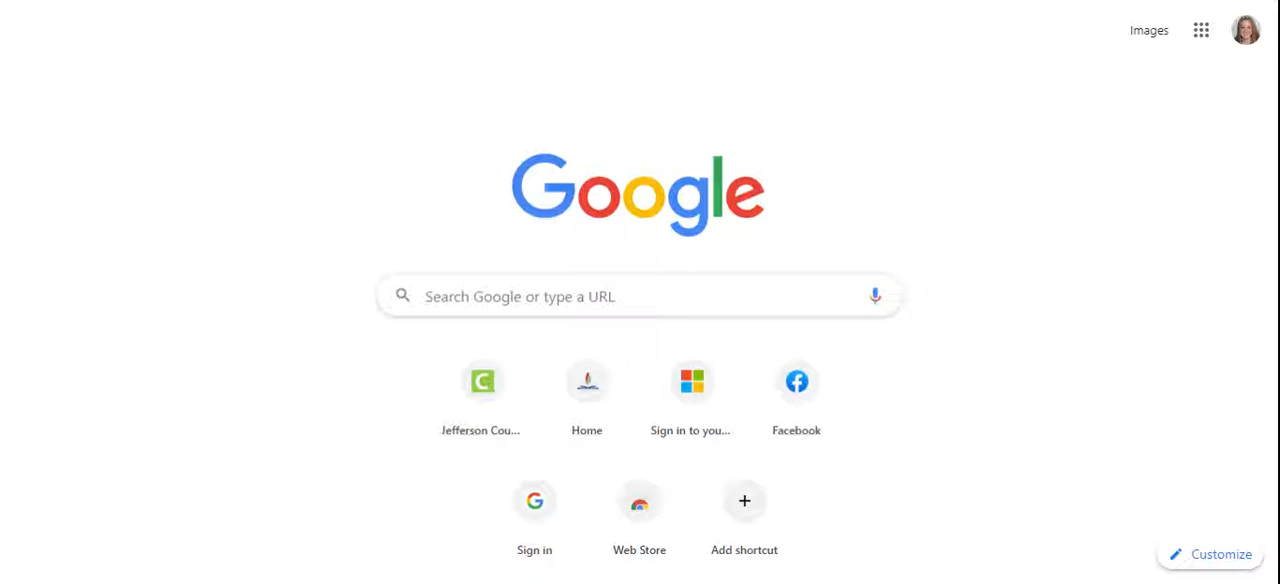 Images
Google
Search Google or type a URL
Jefferson Cou...
Home
Sign in to you...
Facebook
Sign in
Web Store
Add shortcut
Customize